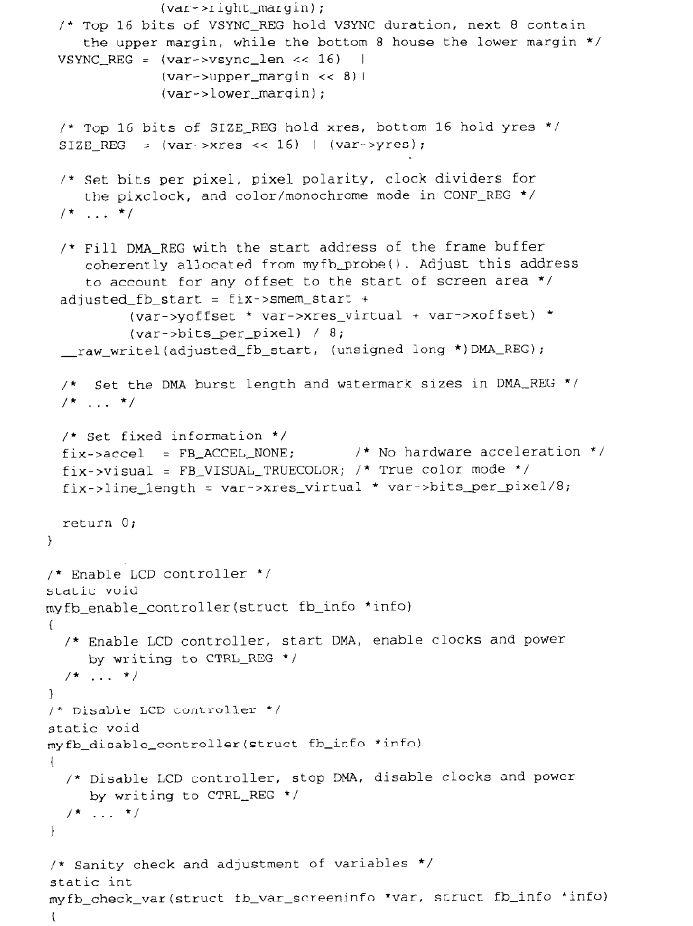 (var->right_margin);
/* Top 16 bits of VSYNC_REG hold VSYNC duration, next 8 contain
the upper margin, while the bottom 8 house the lower margin */
VSYNC_REG = (var->vsync_len << 16) |
(var->upper_margin << 8)|
(var->lower_margin);
/* Top 16 bits of SIZE_REG hold xres, bottom 16 hold yres */
SIZE_REG = (var->xres << 16) | (var->yres);
/* Set bits per pixel, pixel polarity, clock dividers for
the pixclock, and color/monochrome mode in CONF_REG */
/* ... */
/* Fill DMA_REG with the start address of the frame buffer
coherently allocated from myfb_probe(). Adjust this address
to account for any offset to the start of screen area */
adjusted_fb_start = fix->smem_start +
(var->yoffset * var->xres_virtual + var->xoffset) *
(var->bits_per_pixel) / 8;
__raw_writel(adjusted_fb_start, (unsigned long *)DMA_REG);
/* Set the DMA burst length and watermark sizes in DMA_REG */
/* ... */
/* Set fixed information */
fix->accel = FB_ACCEL_NONE; /* No hardware acceleration */
fix->visual = FB_VISUAL_TRUECOLOR; /* True color mode */
fix->line_length = var->xres_virtual * var->bits_per_pixel/8;
return 0;
}
/* Enable LCD controller */
static void
myfb_enable_controller(struct fb_info *info)
{
/* Enable LCD controller, start DMA, enable clocks and power
by writing to CTRL_REG */
/* ... */
}
/* Disable LCD controller */
static void
myfb_disable_controller(struct fb_info *info)
{
/* Disable LCD controller, stop DMA, disable clocks and power
by writing to CTRL_REG */
/* ... */
}
/* Sanity check and adjustment of variables */
static int
myfb_check_var(struct fb_var_screeninfo *var, struct fb_info *info)
{